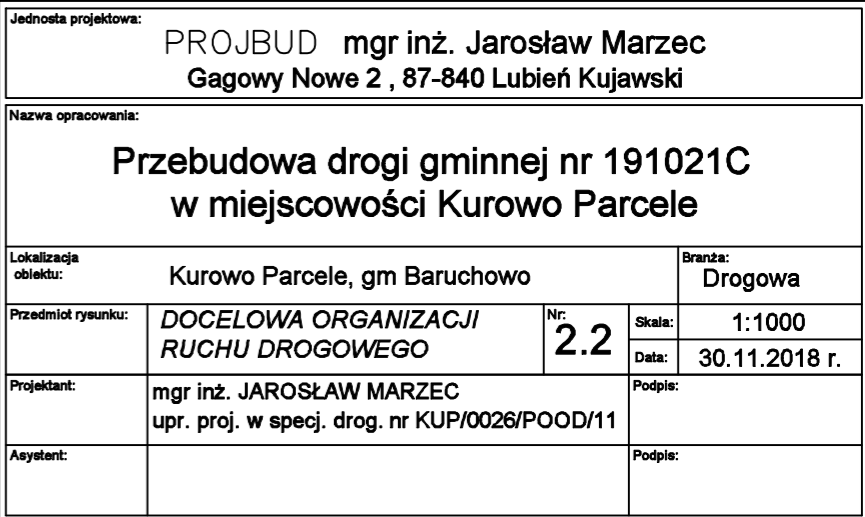 Jednosta projektowa:
PROJBUD mgr inż. Jarosław Marzec
Gagowy Nowe 2 , 87-840 Lubień Kujawski
Nazwa opracowania:
Przebudowa drogi gminnej nr 191021C
w miejscowości Kurowo Parcele
Lokalizacja
obiektu:
Kurowo Parcele, gm Baruchowo
Branża:
Drogowa
Przedmiot rysunku:
DOCELOWA ORGANIZACJI
RUCHU DROGOWEGO
Nr:
2.2
Skala:
1:1000
Data:
30.11.2018 r.
Projektant:
mgr inż. JAROSŁAW MARZEC
upr. proj. w specj. drog. nr KUP/0026/POOD/11
Podpis:
Asystent:
Podpis: